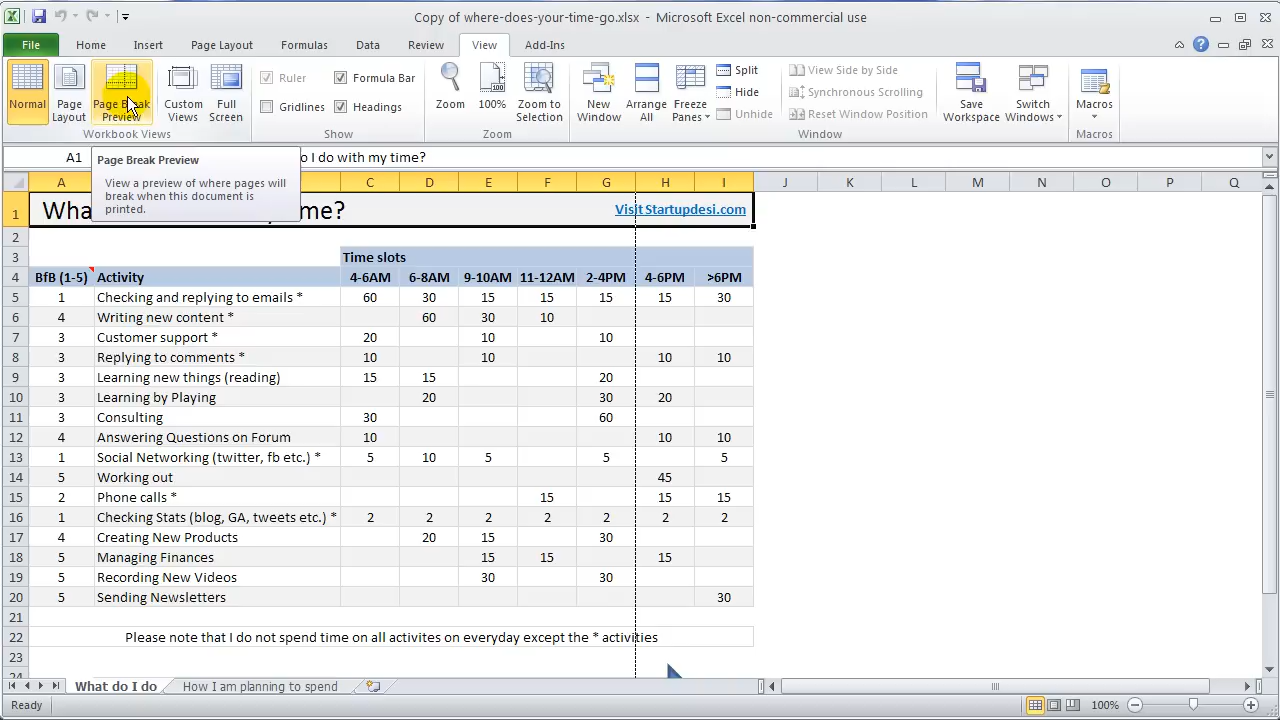 Copy of where-does-your-time-go.xlsx - Microsoft Excel non-commercial use
File Home Insert Page Layout Formulas Data Review View Add-Ins
Normal
Page Layout
Page Break Preview
Custom Views
Full Screen
Workbook Views
Ruler
Formula Bar
Gridlines
Headings
Show
Zoom
100%
Zoom to Selection
Zoom
New Window
Arrange All
Freeze Panes
Split
Hide
Unhide
View Side by Side
Synchronous Scrolling
Reset Window Position
Window
Save Workspace
Switch Windows
Macros
Macros
A1
o I do with my time?
Page Break Preview
View a preview of where pages will
break when this document is
printed.
A C D E F G H I J K L M N O P Q
1 Wha me? Visit Startupdesi.com
2
3 Time slots
4 BfB (1-5) Activity 4-6AM 6-8AM 9-10AM 11-12AM 2-4PM 4-6PM >6PM
5 1 Checking and replying to emails * 60 30 15 15 15 15 30
6 4 Writing new content * 60 30 10
7 3 Customer support * 20 10 10
8 3 Replying to comments * 10 10 10 10
9 3 Learning new things (reading) 15 15 20
10 3 Learning by Playing 20 30 20
11 3 Consulting 30 60
12 4 Answering Questions on Forum 10 10 10
13 1 Social Networking (twitter, fb etc.) * 5 10 5 5 5
14 5 Working out 45
15 2 Phone calls * 15 15 15
16 1 Checking Stats (blog, GA, tweets etc.) * 2 2 2 2 2 2 2
17 4 Creating New Products 20 15 30
18 5 Managing Finances 15 15 15
19 5 Recording New Videos 30 30
20 5 Sending Newsletters 30
21
22 Please note that I do not spend time on all activites on everyday except the * activities
23
24
What do I do How I am planning to spend
Ready 100%